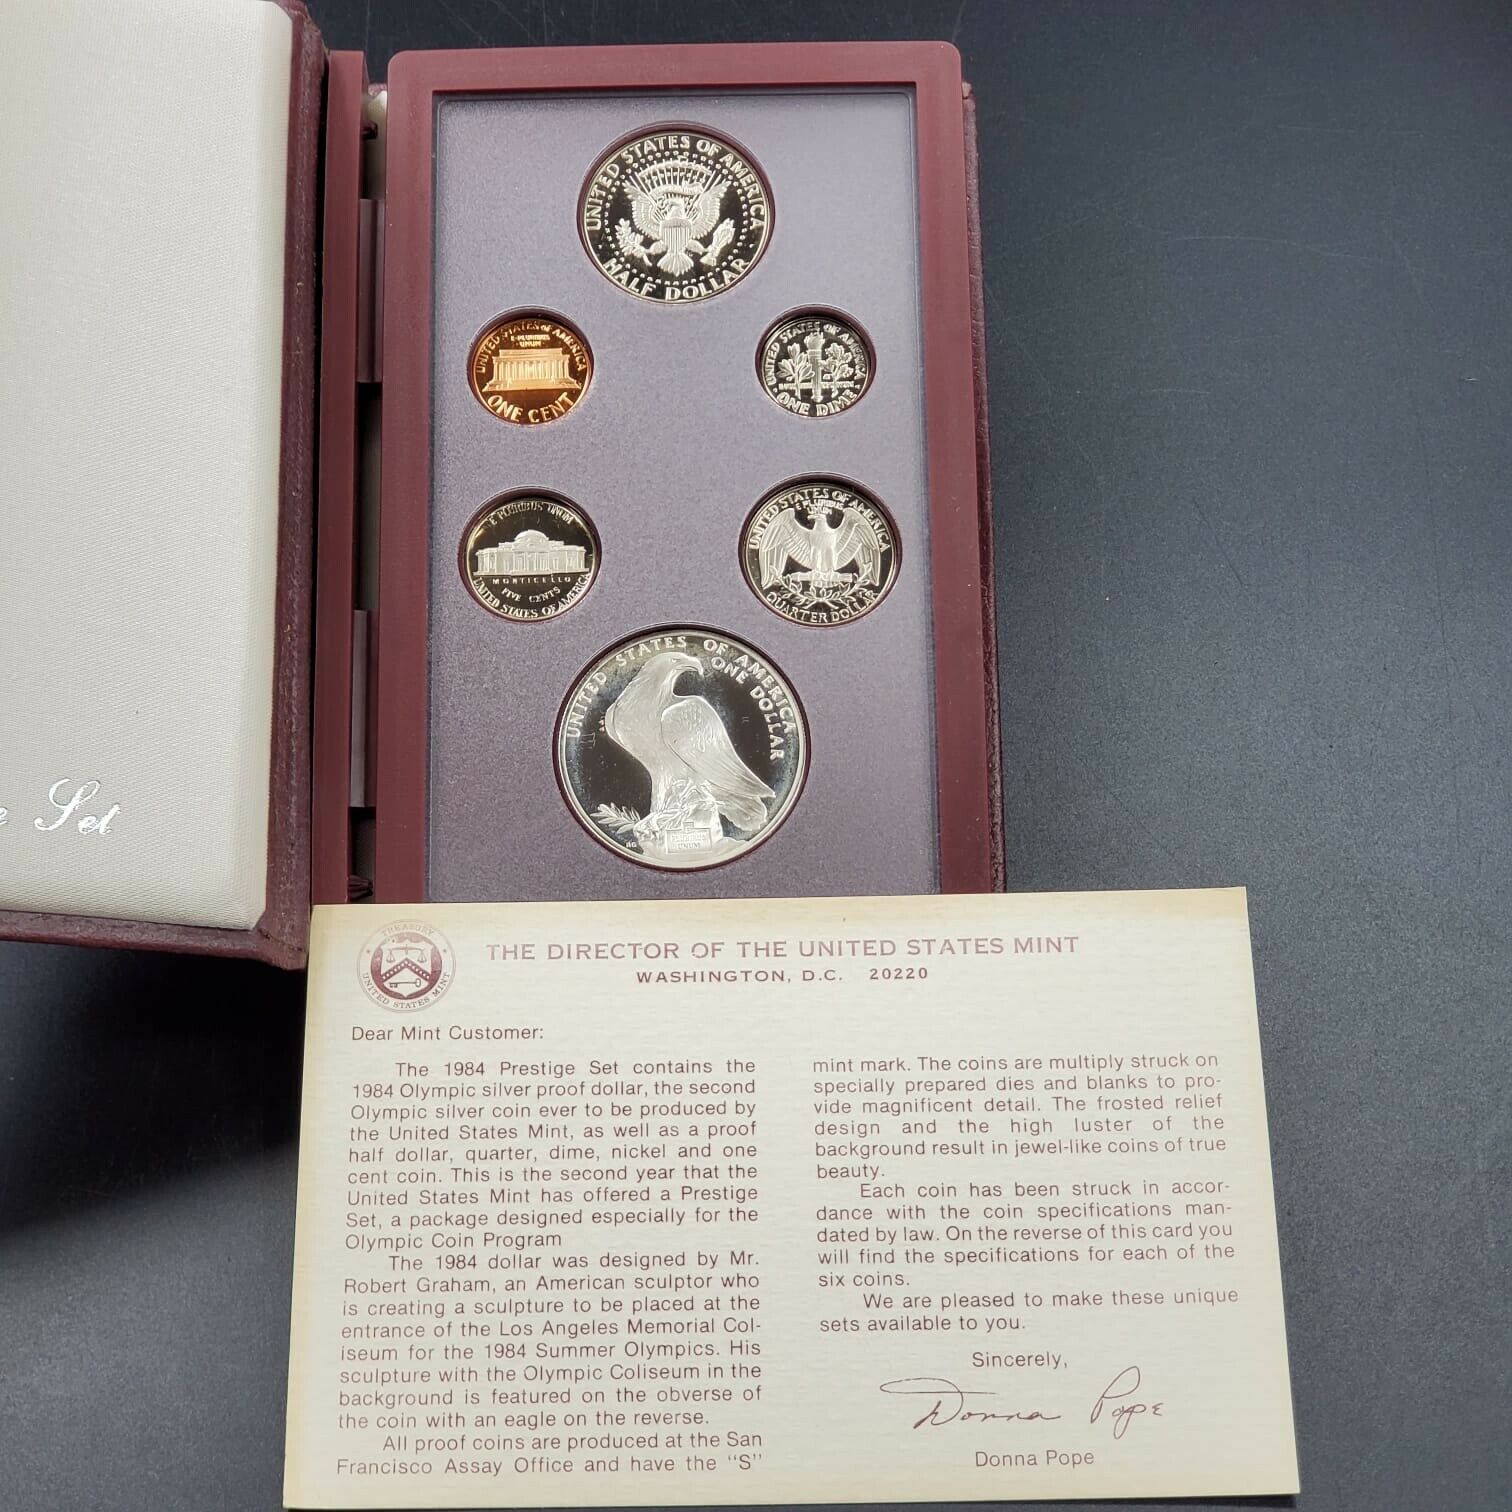 UNITED STATES OF AMERICA
HALF DOLLAR
UNITED STATES OF AMERICA
E PLURIBUS
UNUM
ONE CENT
UNITED STATES OF AMERICA
ONE DIME
E PLURIBUS UNUM
MONTICELLO
FIVE CENTS
UNITED STATES OF AMERICA
UNITED STATES OF AMERICA
E PLURIBUS
UNUM
QUARTER DOLLAR
UNITED STATES OF AMERICA
ONE DOLLAR
UNUM
Set
TREASURY
UNITED STATES MINT
THE DIRECTOR OF THE UNITED STATES MINT
WASHINGTON, D.C. 20220
Dear Mint Customer:
The 1984 Prestige Set contains the
1984 Olympic silver proof dollar, the second
Olympic silver coin ever to be produced by
the United States Mint, as well as a proof
half dollar, quarter, dime, nickel and one
cent coin. This is the second year that the
United States Mint has offered a Prestige
Set, a package designed especially for the
Olympic Coin Program
The 1984 dollar was designed by Mr.
Robert Graham, an American sculptor who
is creating a sculpture to be placed at the
entrance of the Los Angeles Memorial Col-
iseum for the 1984 Summer Olympics. His
sculpture with the Olympic Coliseum in the
background is featured on the obverse of
the coin with an eagle on the reverse.
All proof coins are produced at the San
Francisco Assay Office and have the "S"
mint mark. The coins are multiply struck on
specially prepared dies and blanks to pro-
vide magnificent detail. The frosted relief
design and the high luster of the
background result in jewel-like coins of true
beauty.
Each coin has been struck in accor-
dance with the coin specifications man-
dated by law. On the reverse of this card you
will find the specifications for each of the
six coins.
We are pleased to make these unique
sets available to you.
Sincerely,
Donna Pope
Donna Pope